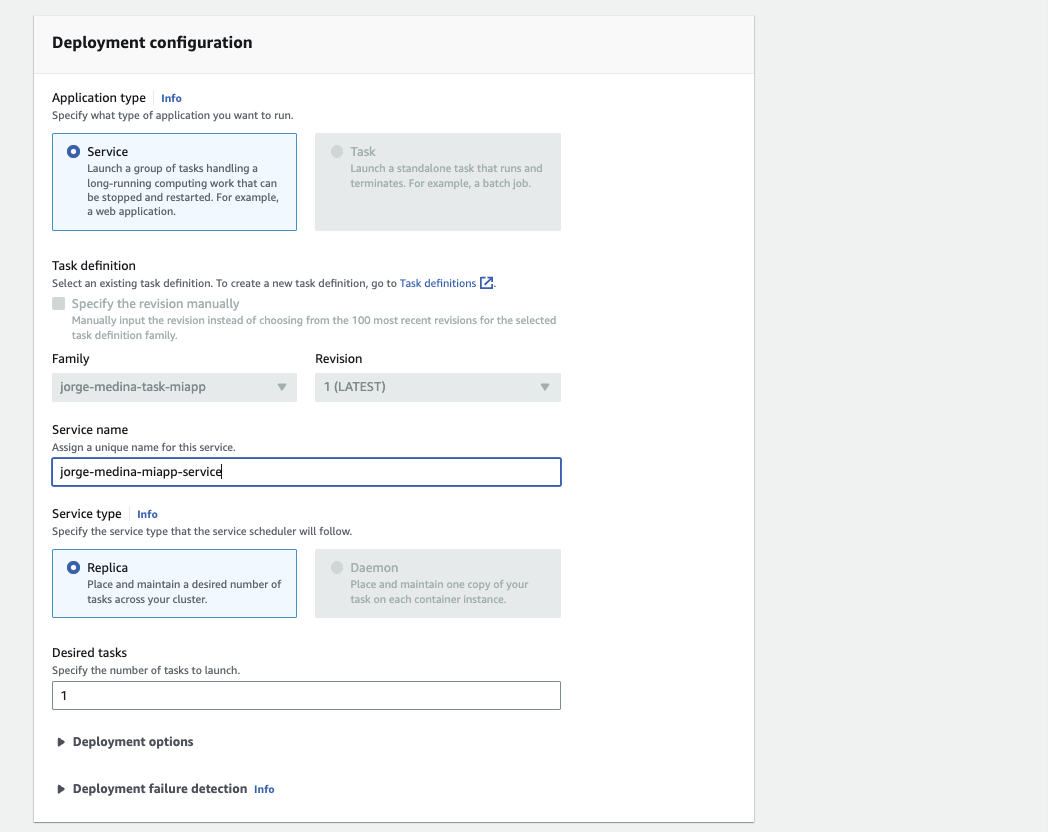 Deployment configuration
Application type Info
Specify what type of application you want to run.
Service
Launch a group of tasks handling a
long-running computing work that can
be stopped and restarted. For example,
a web application.
Task
Launch a standalone task that runs and
terminates. For example, a batch job.
Task definition
Select an existing task definition. To create a new task definition, go to Task definitions.
Specify the revision manually
Manually input the revision instead of choosing from the 100 most recent revisions for the selected
task definition family.
Family
jorge-medina-task-miapp
Revision
1 (LATEST)
Service name
Assign a unique name for this service.
jorge-medina-miapp-service
Service type Info
Specify the service type that the service scheduler will follow.
Replica
Place and maintain a desired number of
tasks across your cluster.
Daemon
Place and maintain one copy of your
task on each container instance.
Desired tasks
Specify the number of tasks to launch.
1
Deployment options
Deployment failure detection Info